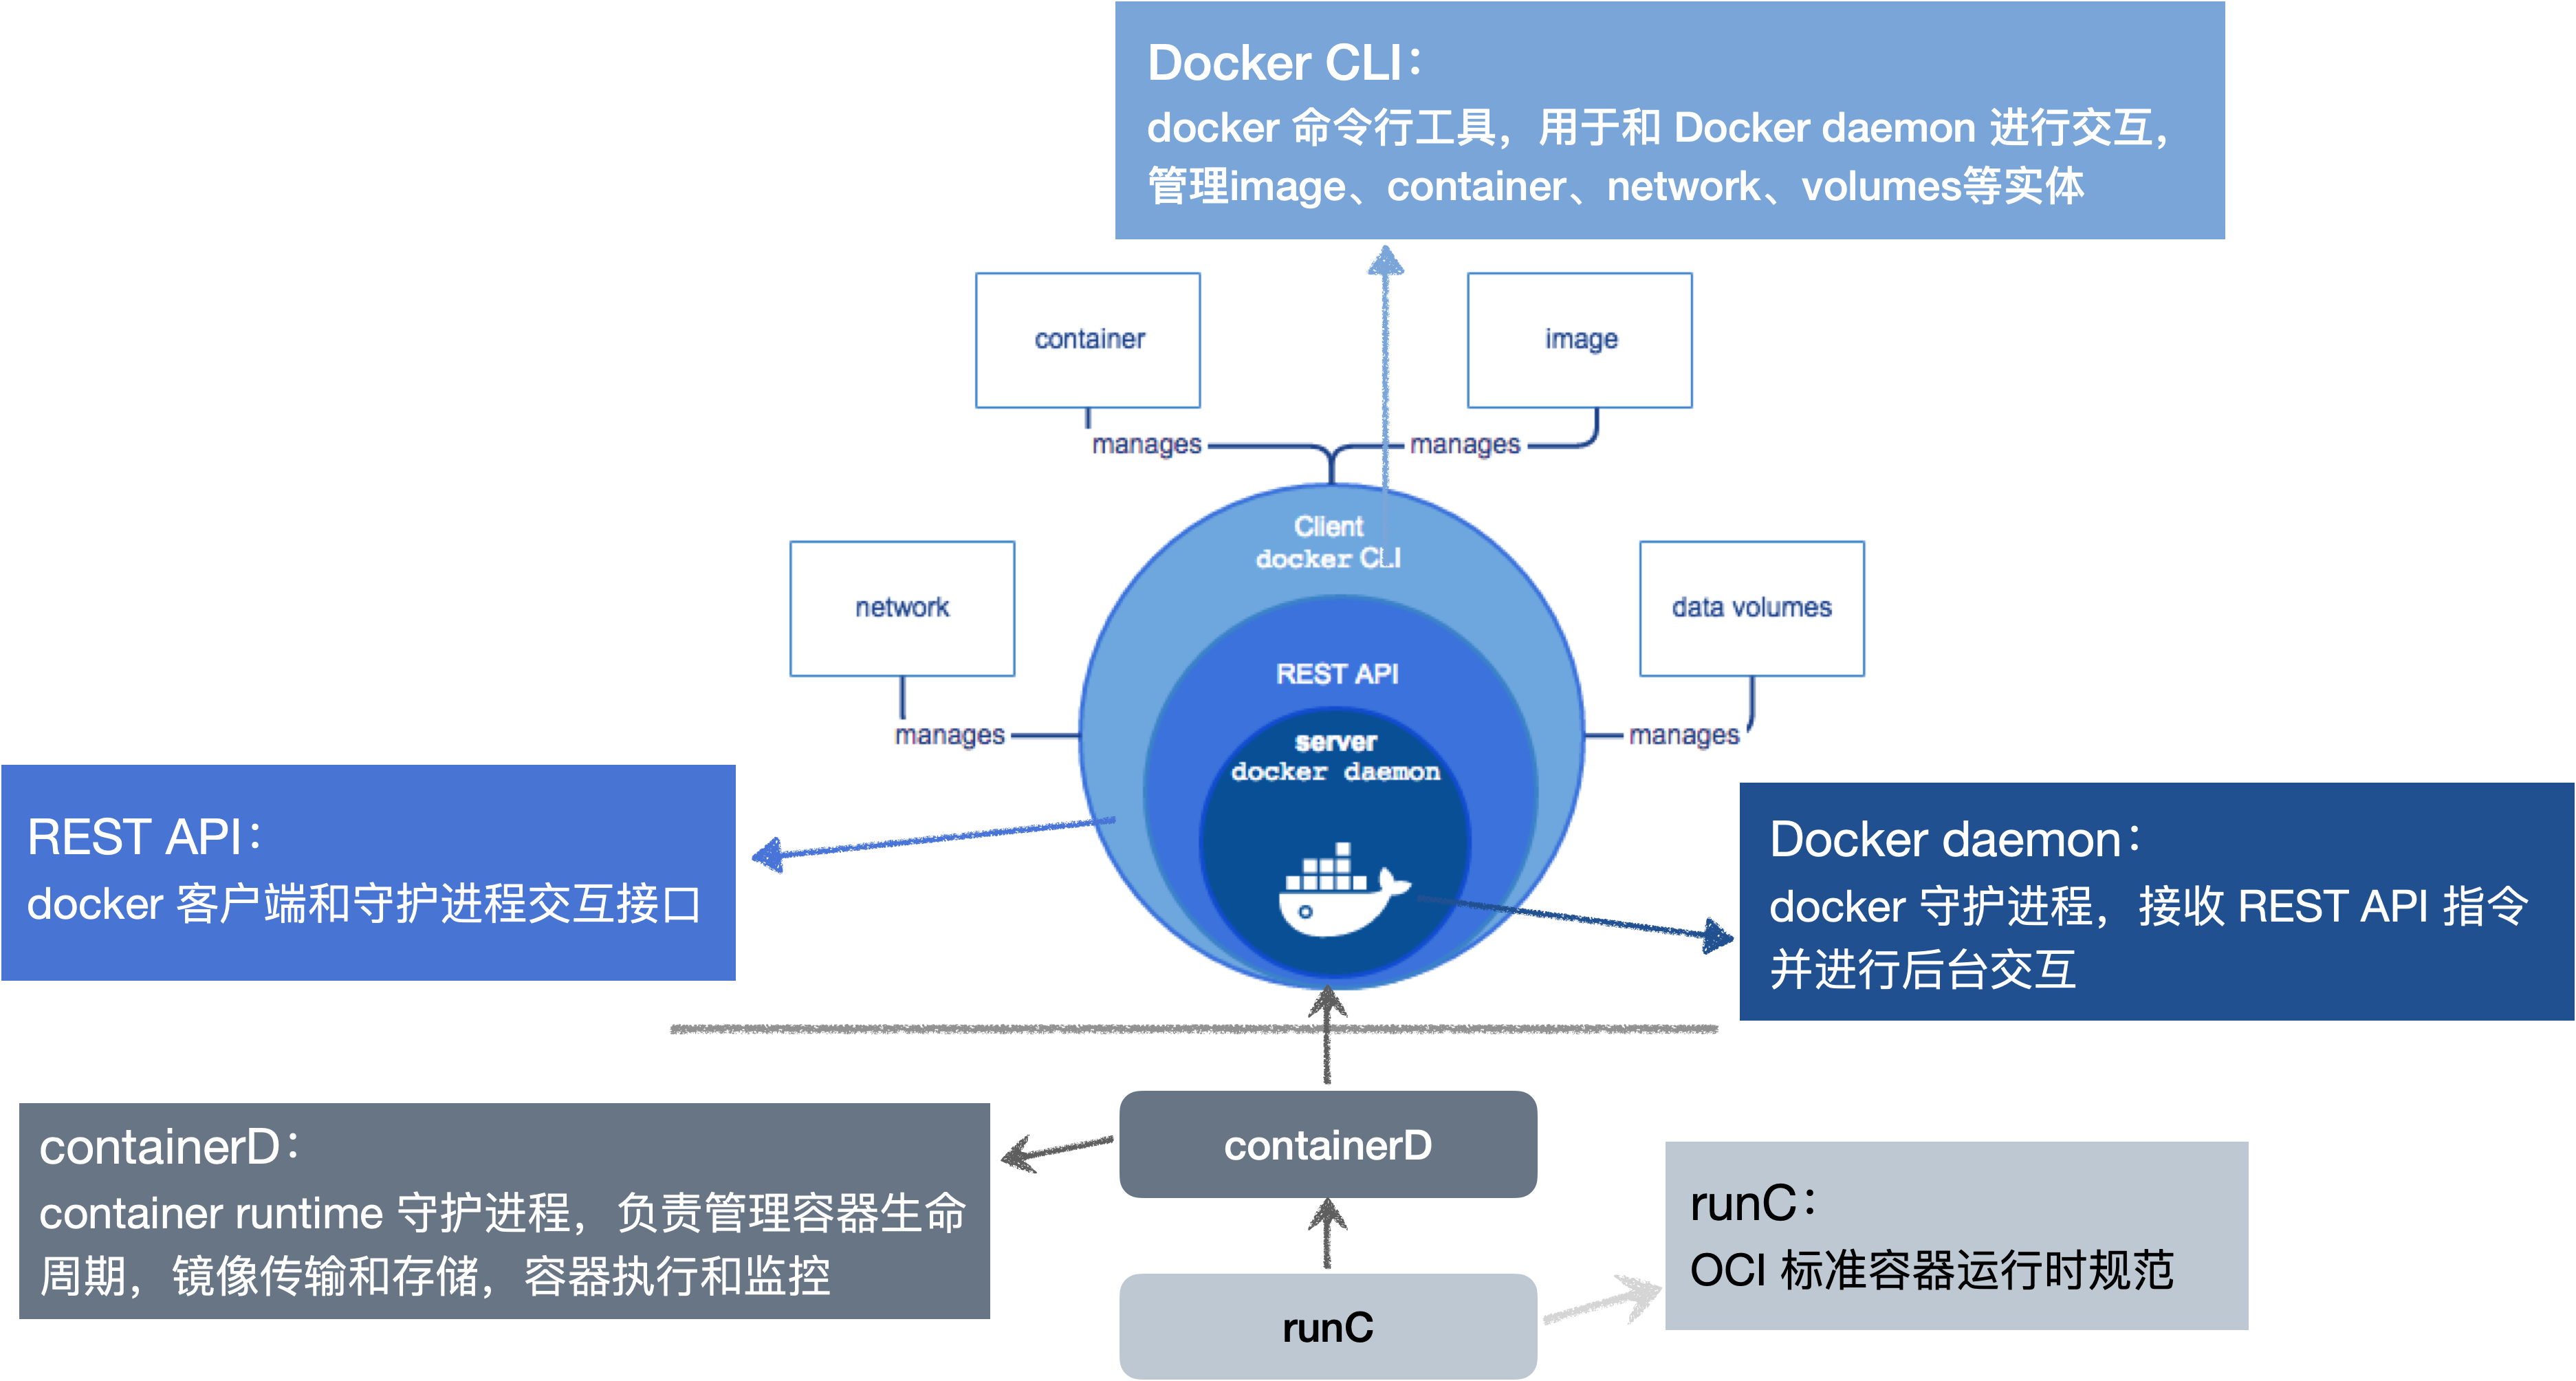 Docker CLI：
docker 命令行工具，用于和 Docker daemon 进行交互，
管理image、container、network、volumes等实体
container
image
manages
manages
Client
docker CLI
network
data volumes
REST API
manages
manages
server
docker daemon
REST API：
docker 客户端和守护进程交互接口
Docker daemon：
docker 守护进程，接收 REST API 指令
并进行后台交互
containerD：
container runtime 守护进程，负责管理容器生命
周期，镜像传输和存储，容器执行和监控
containerD
runC：
OCI 标准容器运行时规范
runC